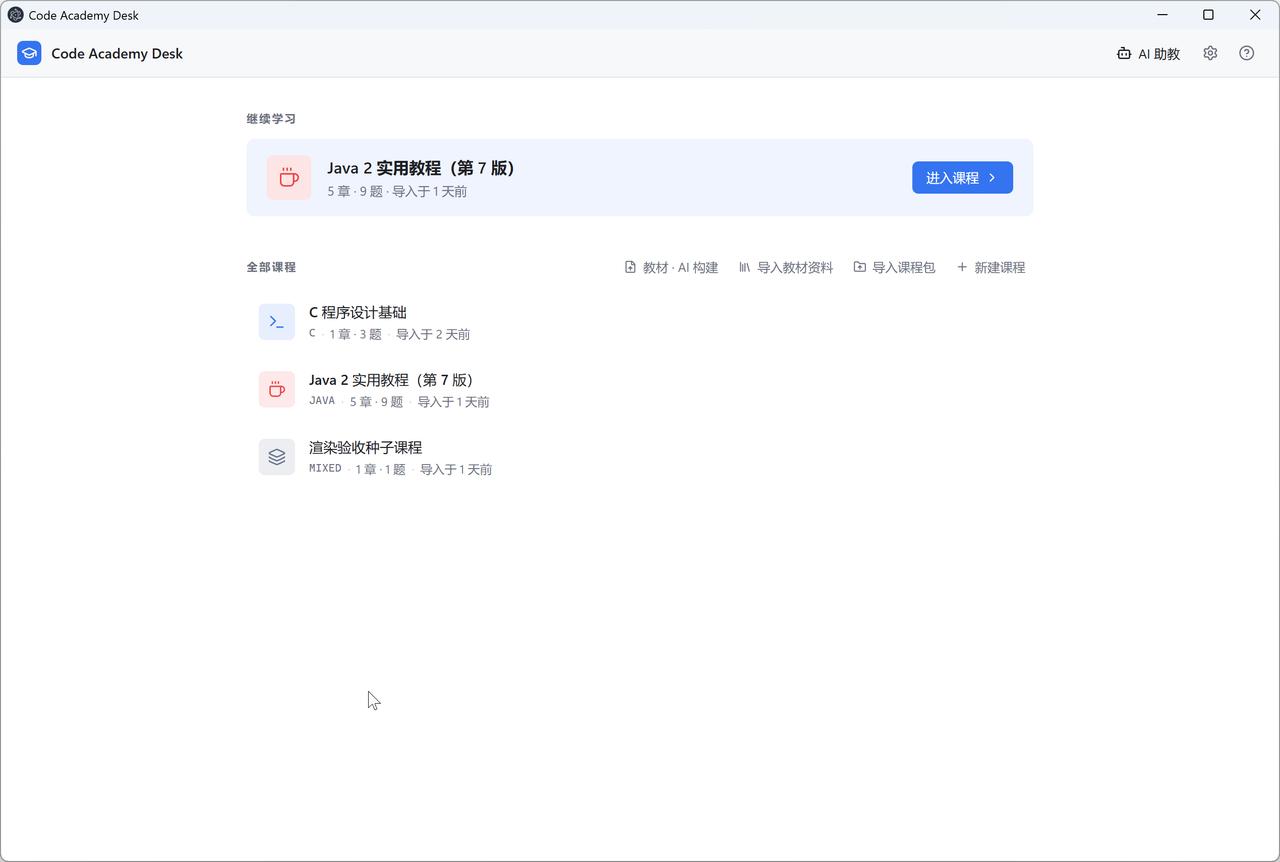 Code Academy Desk
Code Academy Desk
AI 助教
继续学习
Java 2 实用教程（第 7 版）
5 章 · 9 题 · 导入于 1 天前
进入课程
全部课程
教材 · AI 构建
导入教材资料
导入课程包
新建课程
C 程序设计基础
C · 1 章 · 3 题 · 导入于 2 天前
Java 2 实用教程（第 7 版）
JAVA · 5 章 · 9 题 · 导入于 1 天前
渲染验收种子课程
MIXED · 1 章 · 1 题 · 导入于 1 天前